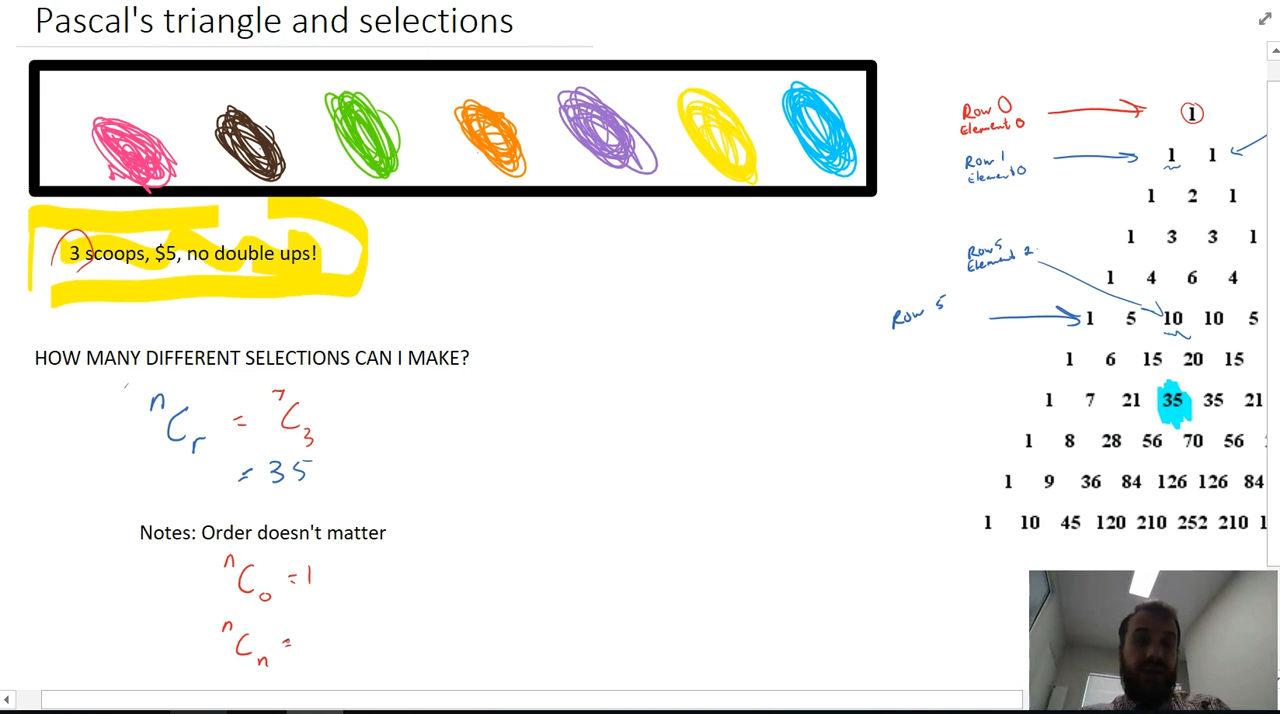 Pascal's triangle and selections
3 scoops, $5, no double ups!
HOW MANY DIFFERENT SELECTIONS CAN I MAKE?
nCr = 7C3
= 35
Notes: Order doesn't matter
nC0 = 1
nCn =
Row 0
Element 0
Row 1
Element 0
Row 5
Element 2
Row 5
1
1 1
1 2 1
1 3 3 1
1 4 6 4
1 5 10 10 5
1 6 15 20 15
1 7 21 35 35 21
1 8 28 56 70 56
1 9 36 84 126 126 84
1 10 45 120 210 252 210 1